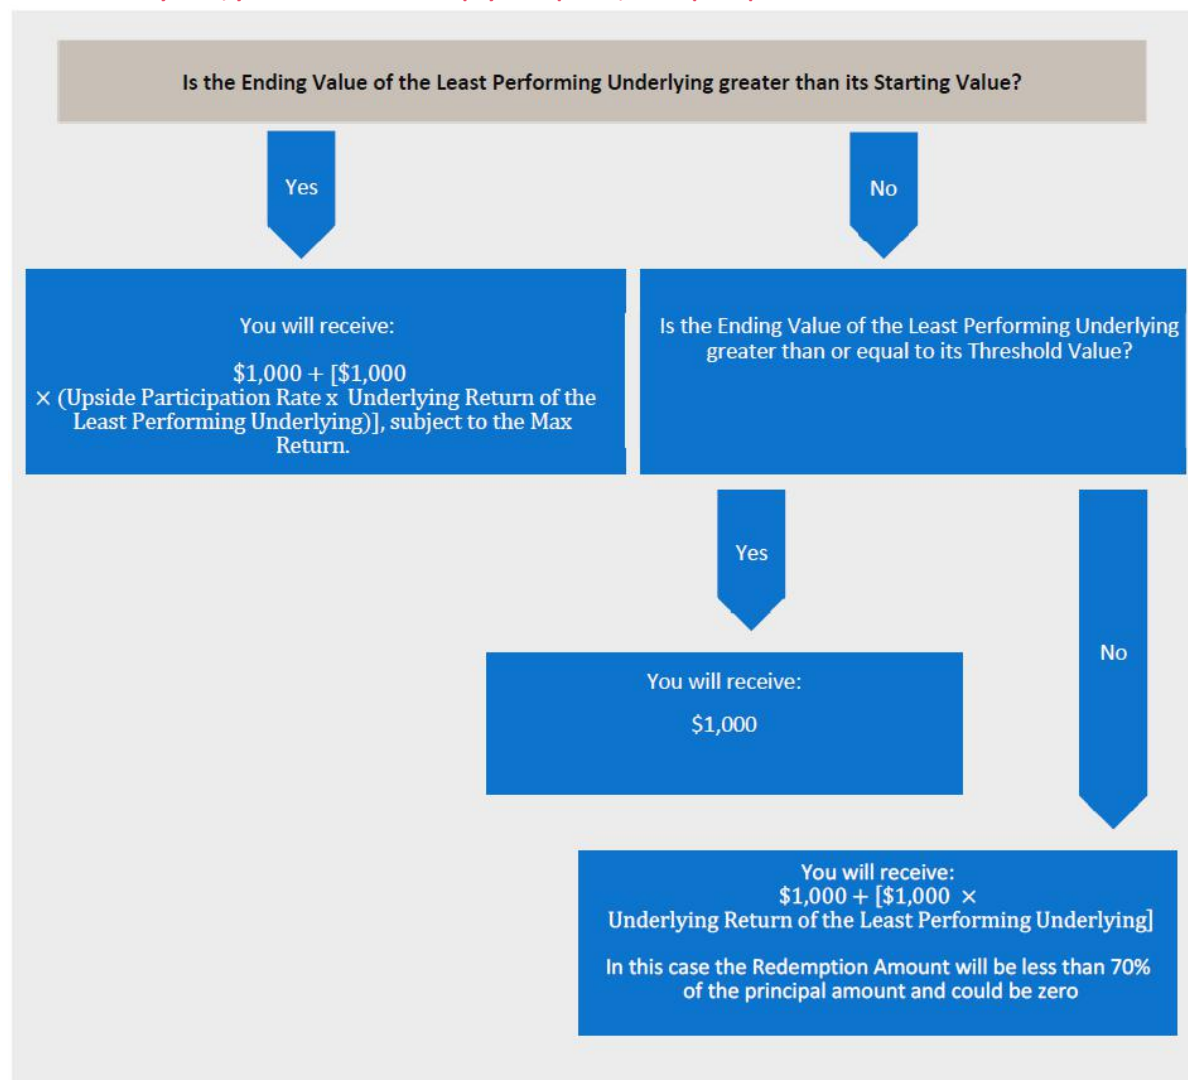 Is the Ending Value of the Least Performing Underlying greater than its Starting Value?
Yes
No
You will receive:
$1,000 + [$1,000
× (Upside Participation Rate x Underlying Return of the
Least Performing Underlying)], subject to the Max
Return.
Is the Ending Value of the Least Performing Underlying
greater than or equal to its Threshold Value?
Yes
No
You will receive:
$1,000
You will receive:
$1,000 + [$1,000 ×
Underlying Return of the Least Performing Underlying]
In this case the Redemption Amount will be less than 70%
of the principal amount and could be zero